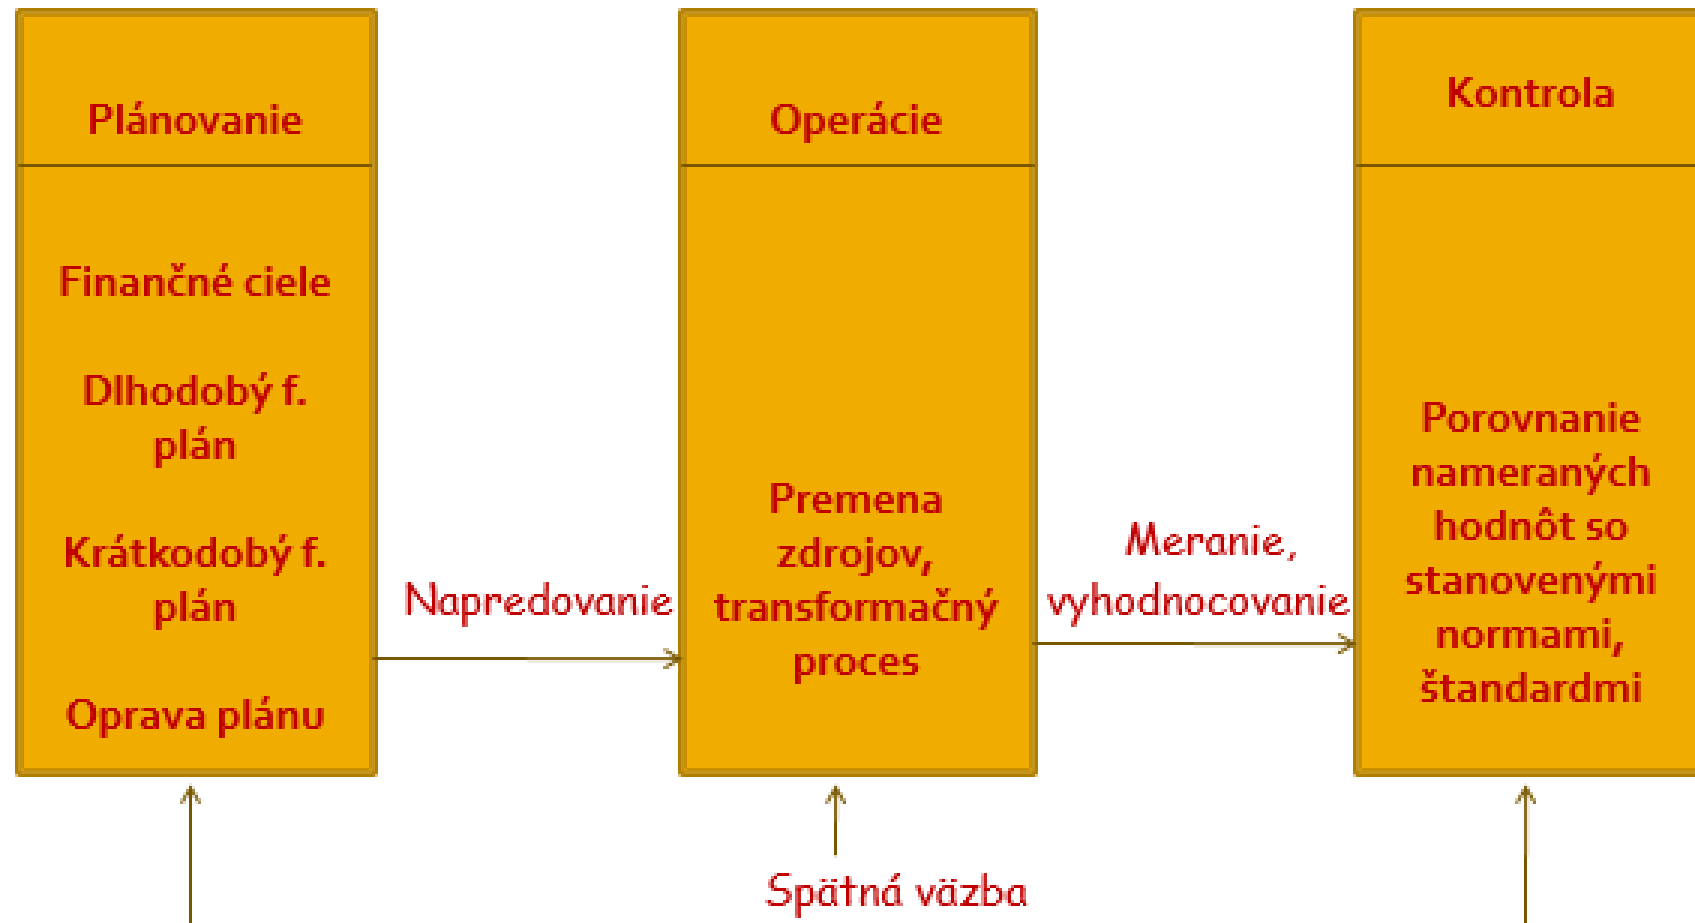 Plánovanie
Finančné ciele
Dlhodobý f.
plán
Krátkodobý f.
plán
Oprava plánu
Napredovanie
Operácie
Premena
zdrojov,
transformačný
proces
Meranie,
vyhodnocovanie
Kontrola
Porovnanie
nameraných
hodnôt so
stanovenými
normami,
štandardmi
Spätná väzba